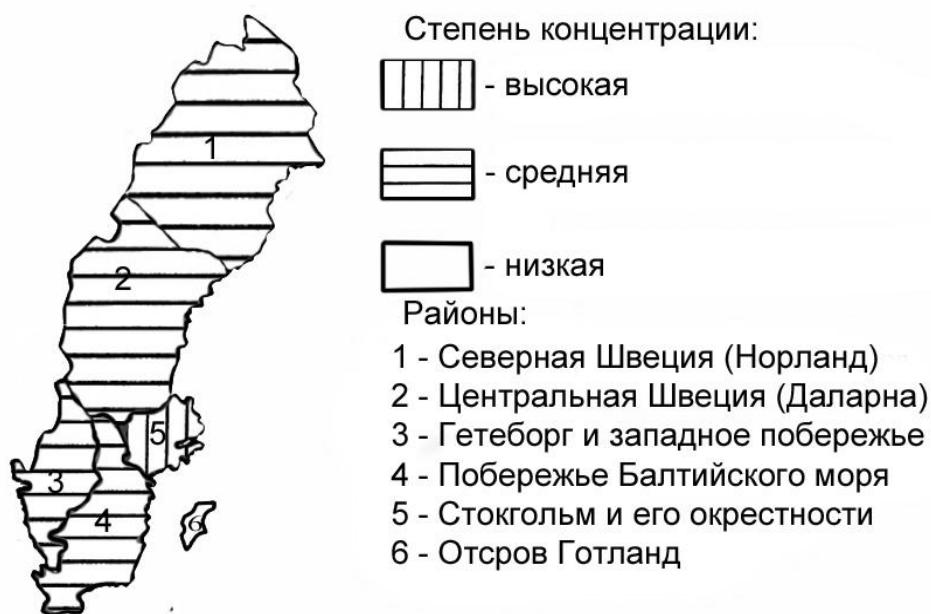 Степень концентрации:
- высокая
- средняя
- низкая
Районы:
1 - Северная Швеция (Норланд)
2 - Центральная Швеция (Даларна)
3 - Гетеборг и западное побережье
4 - Побережье Балтийского моря
5 - Стокгольм и его окрестности
6 - Отсров Готланд
1
2
5
3
4
6